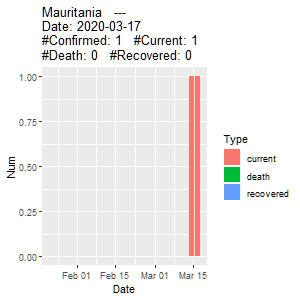 Mauritania   ---
Date: 2020-03-17
#Confirmed: 1   #Current: 1
#Death: 0   #Recovered: 0
Num
1.00
0.75
0.50
0.25
0.00
Feb 01
Feb 15
Mar 01
Mar 15
Date
Type
current
death
recovered